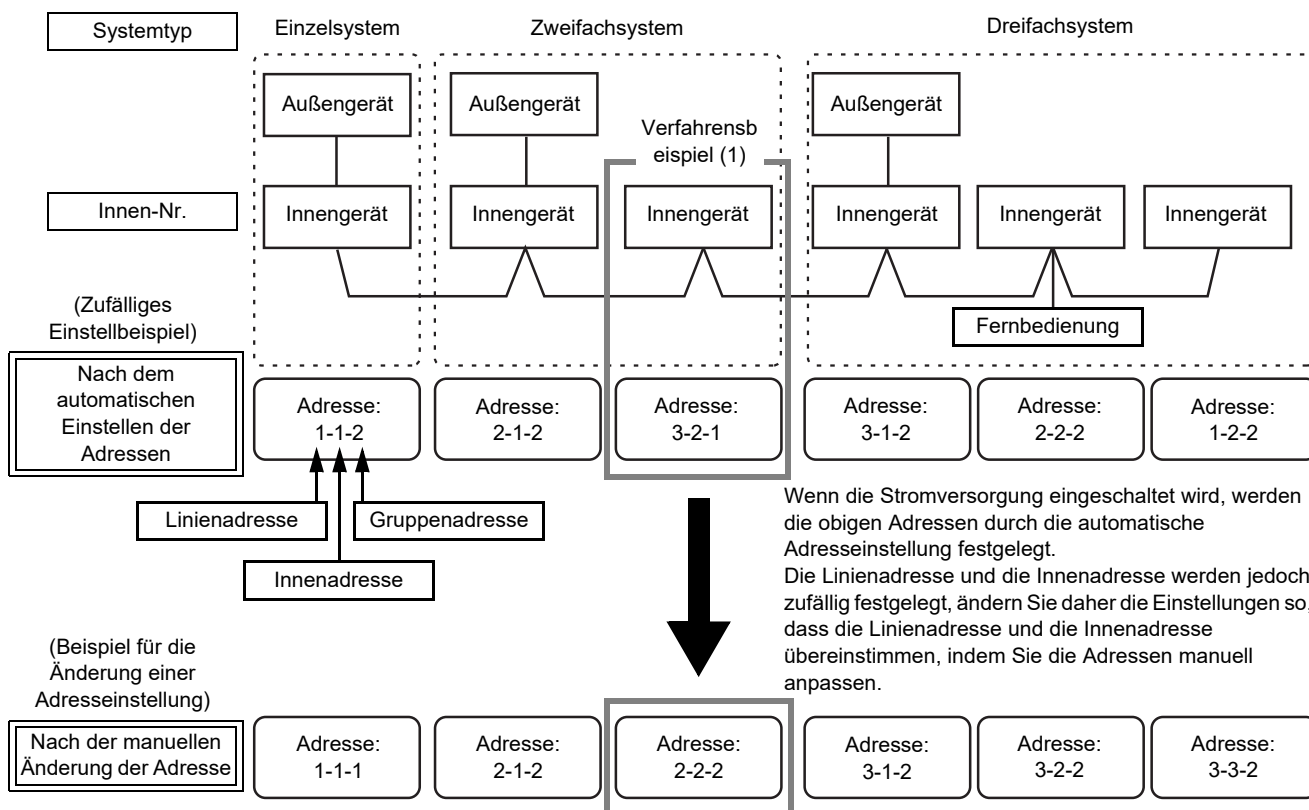 Systemtyp
Einzelsystem
Zweifachsystem
Dreifachsystem
Außengerät
Außengerät
Außengerät
Verfahrensb
eispiel (1)
Innen-Nr.
Innengerät
Innengerät
Innengerät
Innengerät
Innengerät
Innengerät
Fernbedienung
(Zufälliges
Einstellbeispiel)
Nach dem
automatischen
Einstellen der
Adressen
Adresse:
1-1-2
Adresse:
2-1-2
Adresse:
3-2-1
Adresse:
3-1-2
Adresse:
2-2-2
Adresse:
1-2-2
Linienadresse
Gruppenadresse
Innenadresse
Wenn die Stromversorgung eingeschaltet wird, werden
die obigen Adressen durch die automatische
Adresseinstellung festgelegt.
Die Linienadresse und die Innenadresse werden jedoch
zufällig festgelegt, ändern Sie daher die Einstellungen so,
dass die Linienadresse und die Innenadresse
übereinstimmen, indem Sie die Adressen manuell
anpassen.
(Beispiel für die
Änderung einer
Adresseinstellung)
Nach der manuellen
Änderung der Adresse
Adresse:
1-1-1
Adresse:
2-1-2
Adresse:
2-2-2
Adresse:
3-1-2
Adresse:
3-2-2
Adresse:
3-3-2